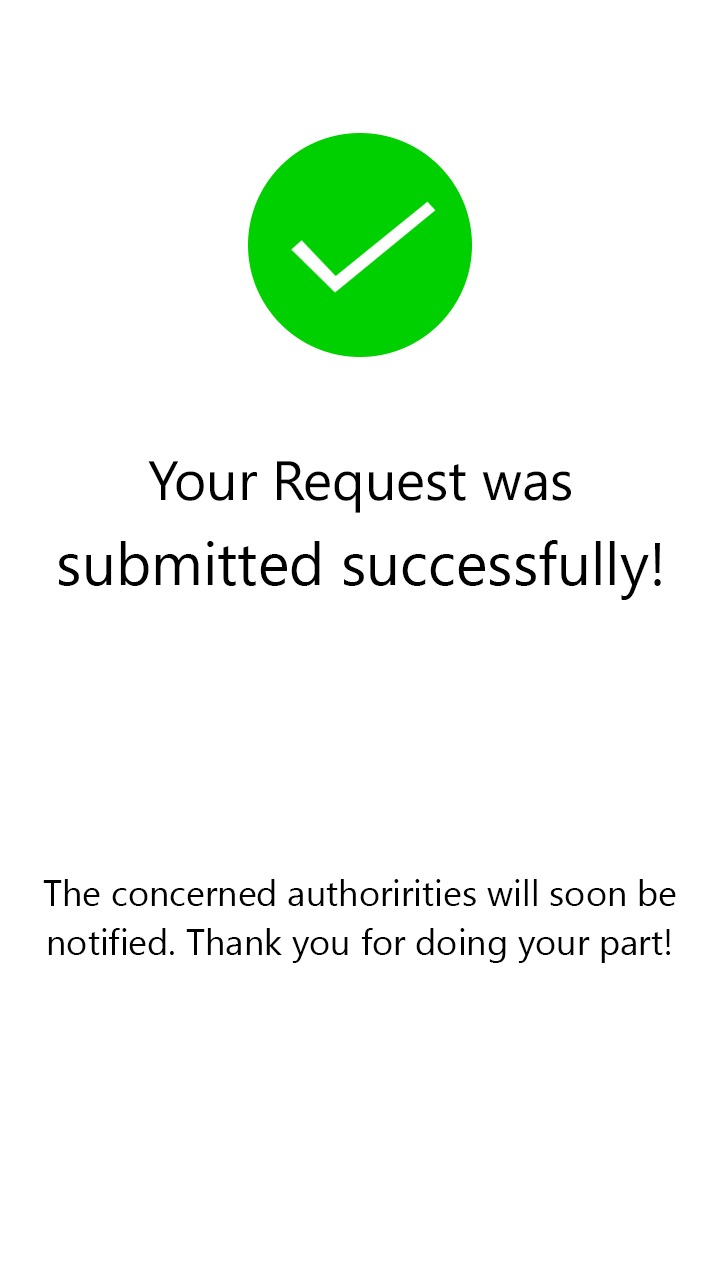 Your Request was
submitted successfully!
The concerned authoririties will soon be
notified. Thank you for doing your part!